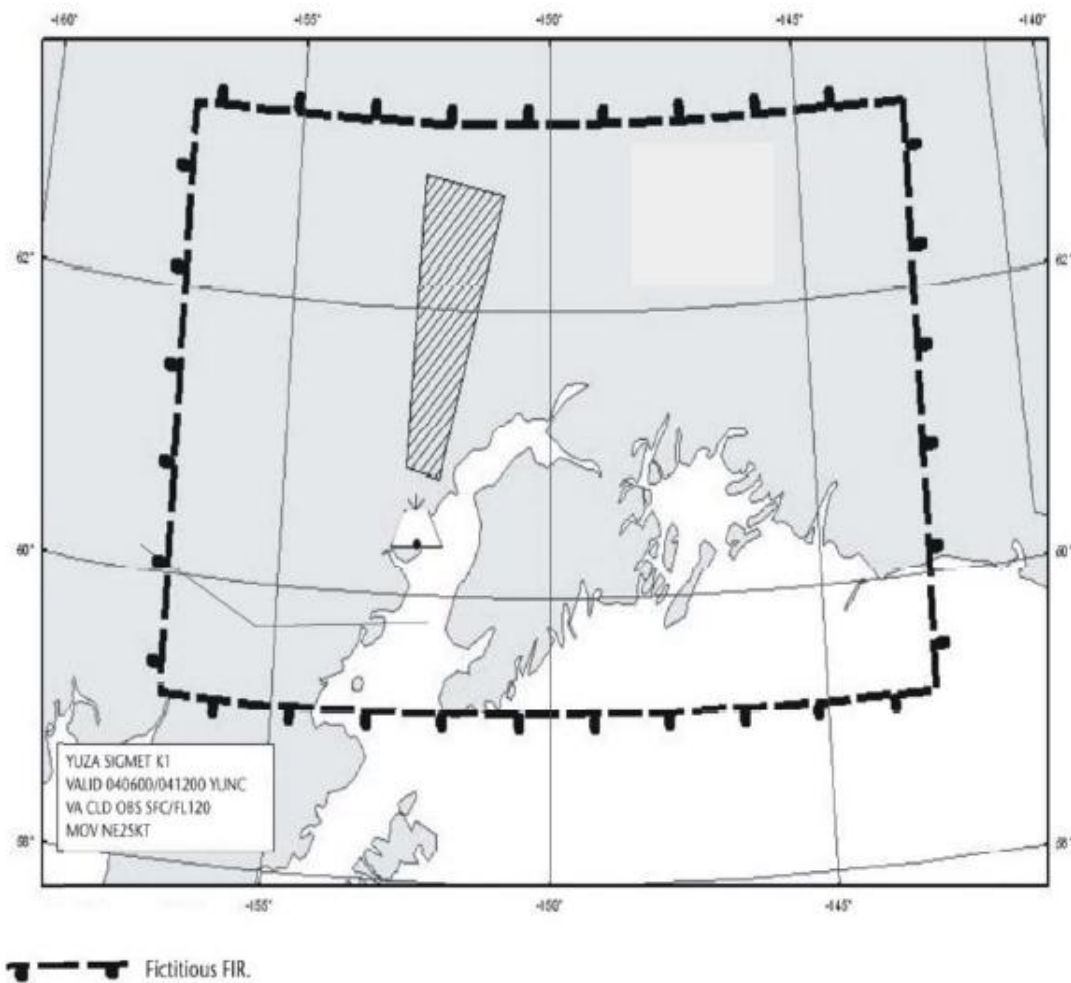 -160° -155° -150° -145° -140°
62° 62°
60° 60°
58° 58°
YUZA SIGMET K1
VALID 040600/041200 YUNC
VA CLD OBS SFC/FL120
MOV NE25KT
-155° -150° -145°
Fictitious FIR.